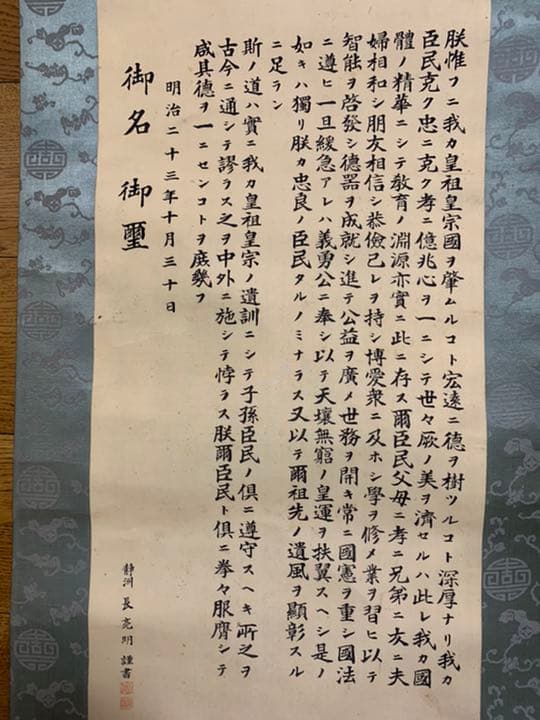 朕惟フニ我カ皇祖皇宗國ヲ肇ムルコト宏遠ニ德ヲ樹ツルコト深厚ナリ我カ
臣民克ク忠ニ克ク孝ニ億兆心ヲ一ニシテ世々厥ノ美ヲ濟セルハ此レ我カ國
體ノ精華ニシテ敎育ノ淵源亦實ニ此ニ存ス爾臣民父母ニ孝ニ兄弟ニ友ニ夫
婦相和シ朋友相信シ恭儉己レヲ持シ博愛衆ニ及ホシ學ヲ修メ業ヲ習ヒ以テ
智能ヲ啓發シ德器ヲ成就シ進テ公益ヲ廣メ世務ヲ開キ常ニ國憲ヲ重シ國法
ニ遵ヒ一旦緩急アレハ義勇公ニ奉シ以テ天壤無窮ノ皇運ヲ扶翼スヘシ是ノ
如キハ獨リ朕カ忠良ノ臣民タルノミナラス又以テ爾祖先ノ遺風ヲ顯彰スル
ニ足ラン
斯ノ道ハ實ニ我カ皇祖皇宗ノ遺訓ニシテ子孫臣民ノ俱ニ遵守スヘキ所之ヲ
古今ニ通シテ謬ラス之ヲ中外ニ施シテ悖ラス朕爾臣民ト俱ニ拳々服膺シテ
咸其德ヲ一ニセンコトヲ庶幾フ
明治二十三年十月三十日
御名 御璽
靜洲 長亮明 謹書